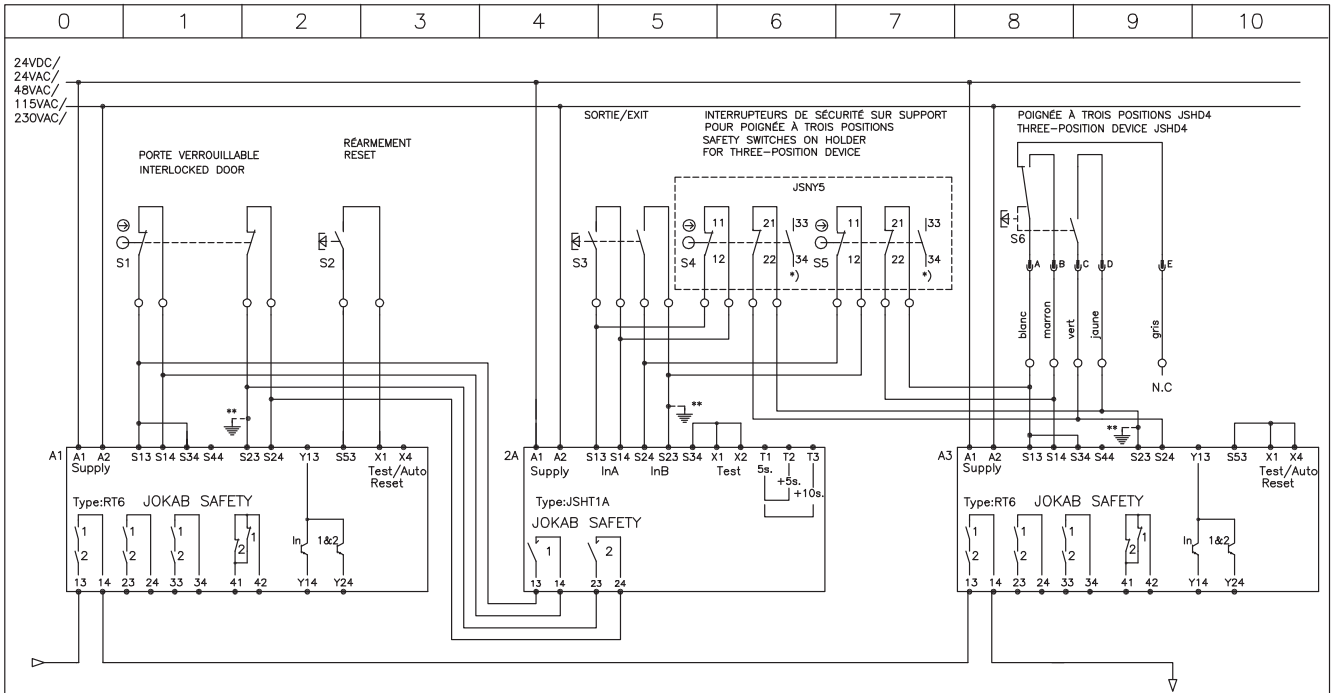 0 1 2 3 4 5 6 7 8 9 10
24VDC/
24VAC/
48VAC/
115VAC/
230VAC/
PORTE VERROUILLABLE
INTERLOCKED DOOR
RÉARMEMENT
RESET
SORTIE/EXIT
INTERRUPTEURS DE SÉCURITÉ SUR SUPPORT
POUR POIGNÉE À TROIS POSITIONS
SAFETY SWITCHES ON HOLDER
FOR THREE-POSITION DEVICE
POIGNÉE À TROIS POSITIONS JSHD4
THREE-POSITION DEVICE JSHD4
JSNY5
S1 S2 S3
S4 11 12 21 22 33 34 *)
S5 11 12 21 22 33 34 *)
S6
A B C D E
blanc
marron
vert
jaune
gris
N.C
**
**
**
A1
A1 A2 S13 S14 S34 S44 S23 S24 Y13 S53 X1 X4
Supply
Test/Auto
Reset
Type:RT6 JOKAB SAFETY
1 1 1 1
2 2 2 2
In 1&2
13 14 23 24 33 34 41 42 Y14 Y24
2A
A1 A2 S13 S14 S24 S23 S34 X1 X2 T1 T2 T3
Supply InA InB Test 5s.
+5s.
+10s.
Type:JSHT1A
JOKAB SAFETY
1 2
13 14 23 24
A3
A1 A2 S13 S14 S34 S44 S23 S24 Y13 S53 X1 X4
Supply
Test/Auto
Reset
Type:RT6 JOKAB SAFETY
1 1 1 1
2 2 2 2
In 1&2
13 14 23 24 33 34 41 42 Y14 Y24